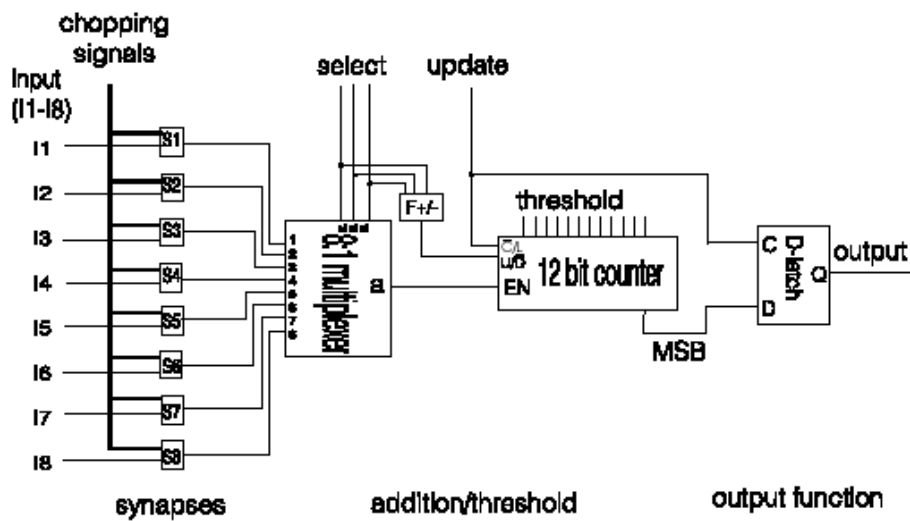 chopping
signals
Input
(I1-I8)
select
update
I1
S1
I2
S2
I3
S3
I4
S4
I5
S5
I6
S6
I7
S7
I8
S8
1
2
3
4
5
6
7
8
8:1 multiplexer
F+/-
threshold
C/L
U/D
EN
12 bit counter
MSB
C
D
D-latch
Q
output
synapses
addition/threshold
output function